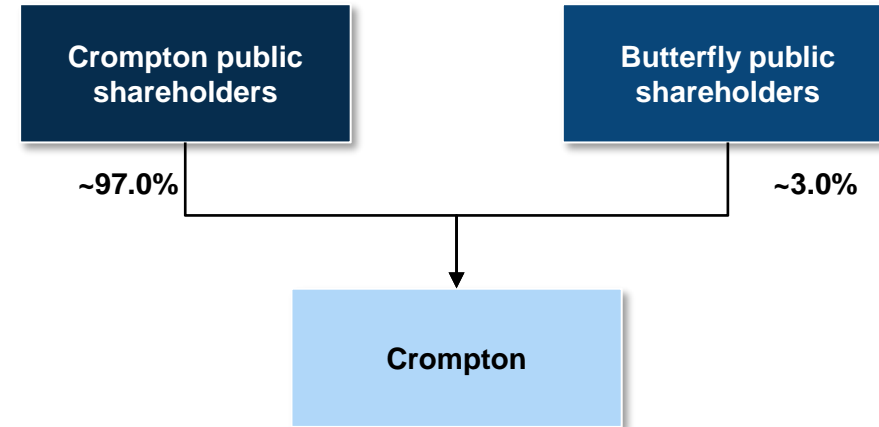 Crompton public
shareholders
Butterfly public
shareholders
~97.0%
~3.0%
Crompton